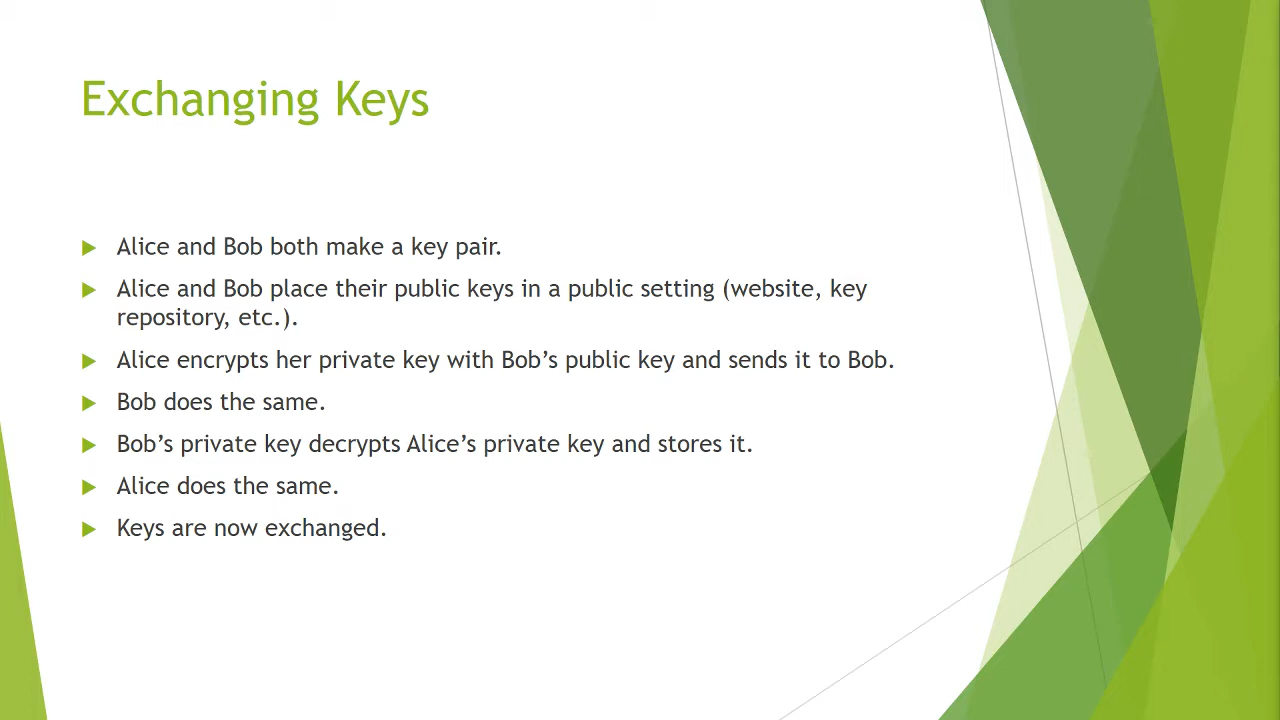 Exchanging Keys
Alice and Bob both make a key pair.
Alice and Bob place their public keys in a public setting (website, key
repository, etc.).
Alice encrypts her private key with Bob’s public key and sends it to Bob.
Bob does the same.
Bob’s private key decrypts Alice’s private key and stores it.
Alice does the same.
Keys are now exchanged.